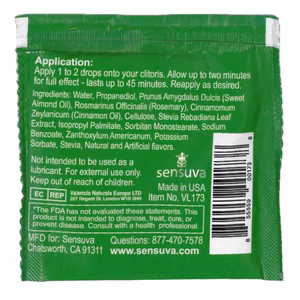 Application:
Apply 1 to 2 drops onto your clitoris. Allow up to two minutes
for full effect - lasts up to 45 minutes. Reapply as desired.
Ingredients: Water, Propanediol, Prunus Amygdalus Dulcis (Sweet
Almond Oil), Rosmarinus Officinalis (Rosemary), Cinnamomum
Zeylanicum (Cinnamon Oil), Cellulose, Stevia Rebaudiana Leaf
Extract, Isopropyl Palmitate, Sorbitan Monostearate, Sodium
Benzoate, Zanthoxylum Americanum, Potassium
Sorbate, Stevia, Natural and Artificial flavors.
Not intended to be used as a
lubricant. For external use only.
Keep out of reach of children.
sensuva
Made in USA
Item No. VL173
EC REP
Valencia Naturals Europe LTD
207 Regent St. London W1B 3HH
*The FDA has not evaluated these statements. This
product is not intended to diagnose, treat, cure, or
prevent disease. Consult with a health professional.
MFD for: Sensuva Questions: 877-470-7578
Chatsworth, CA 91311 www.sensuva.com